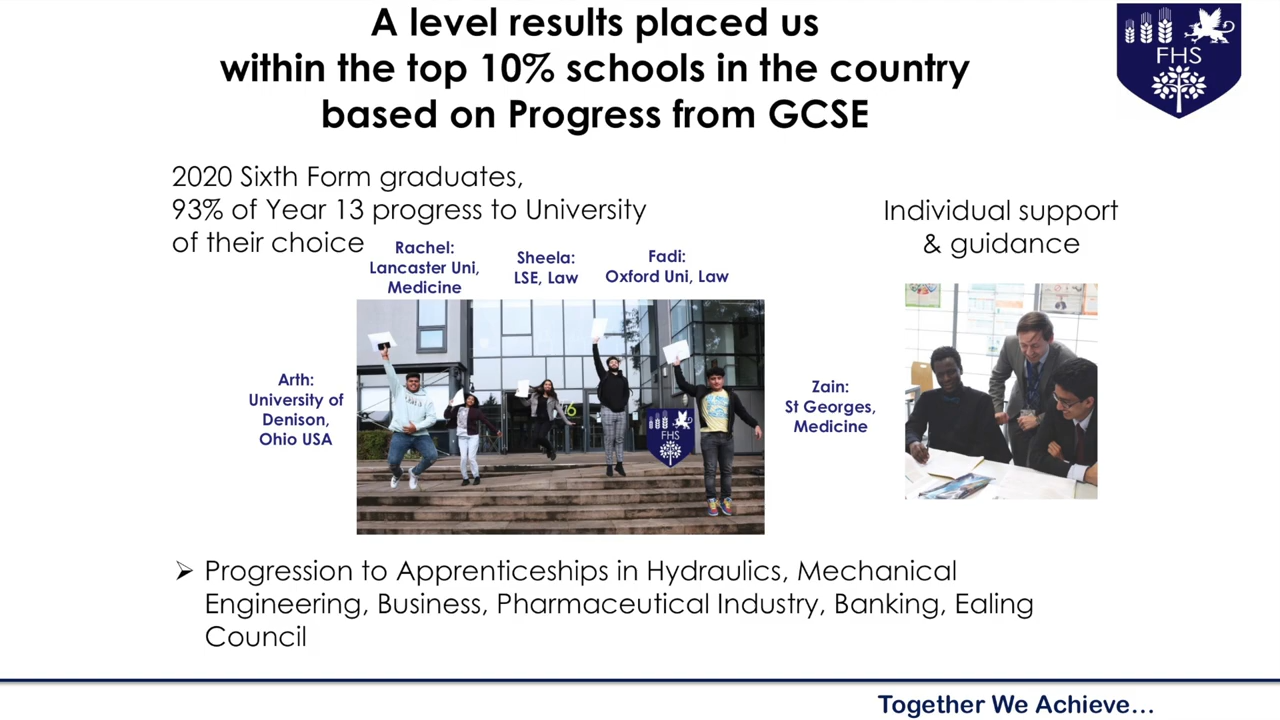 A level results placed us
within the top 10% schools in the country
based on Progress from GCSE
FHS
2020 Sixth Form graduates,
93% of Year 13 progress to University
of their choice
Individual support
& guidance
Rachel:
Lancaster Uni,
Medicine
Sheela:
LSE, Law
Fadi:
Oxford Uni, Law
Arth:
University of
Denison,
Ohio USA
Zain:
St Georges,
Medicine
FHS
➢ Progression to Apprenticeships in Hydraulics, Mechanical
Engineering, Business, Pharmaceutical Industry, Banking, Ealing
Council
Together We Achieve…